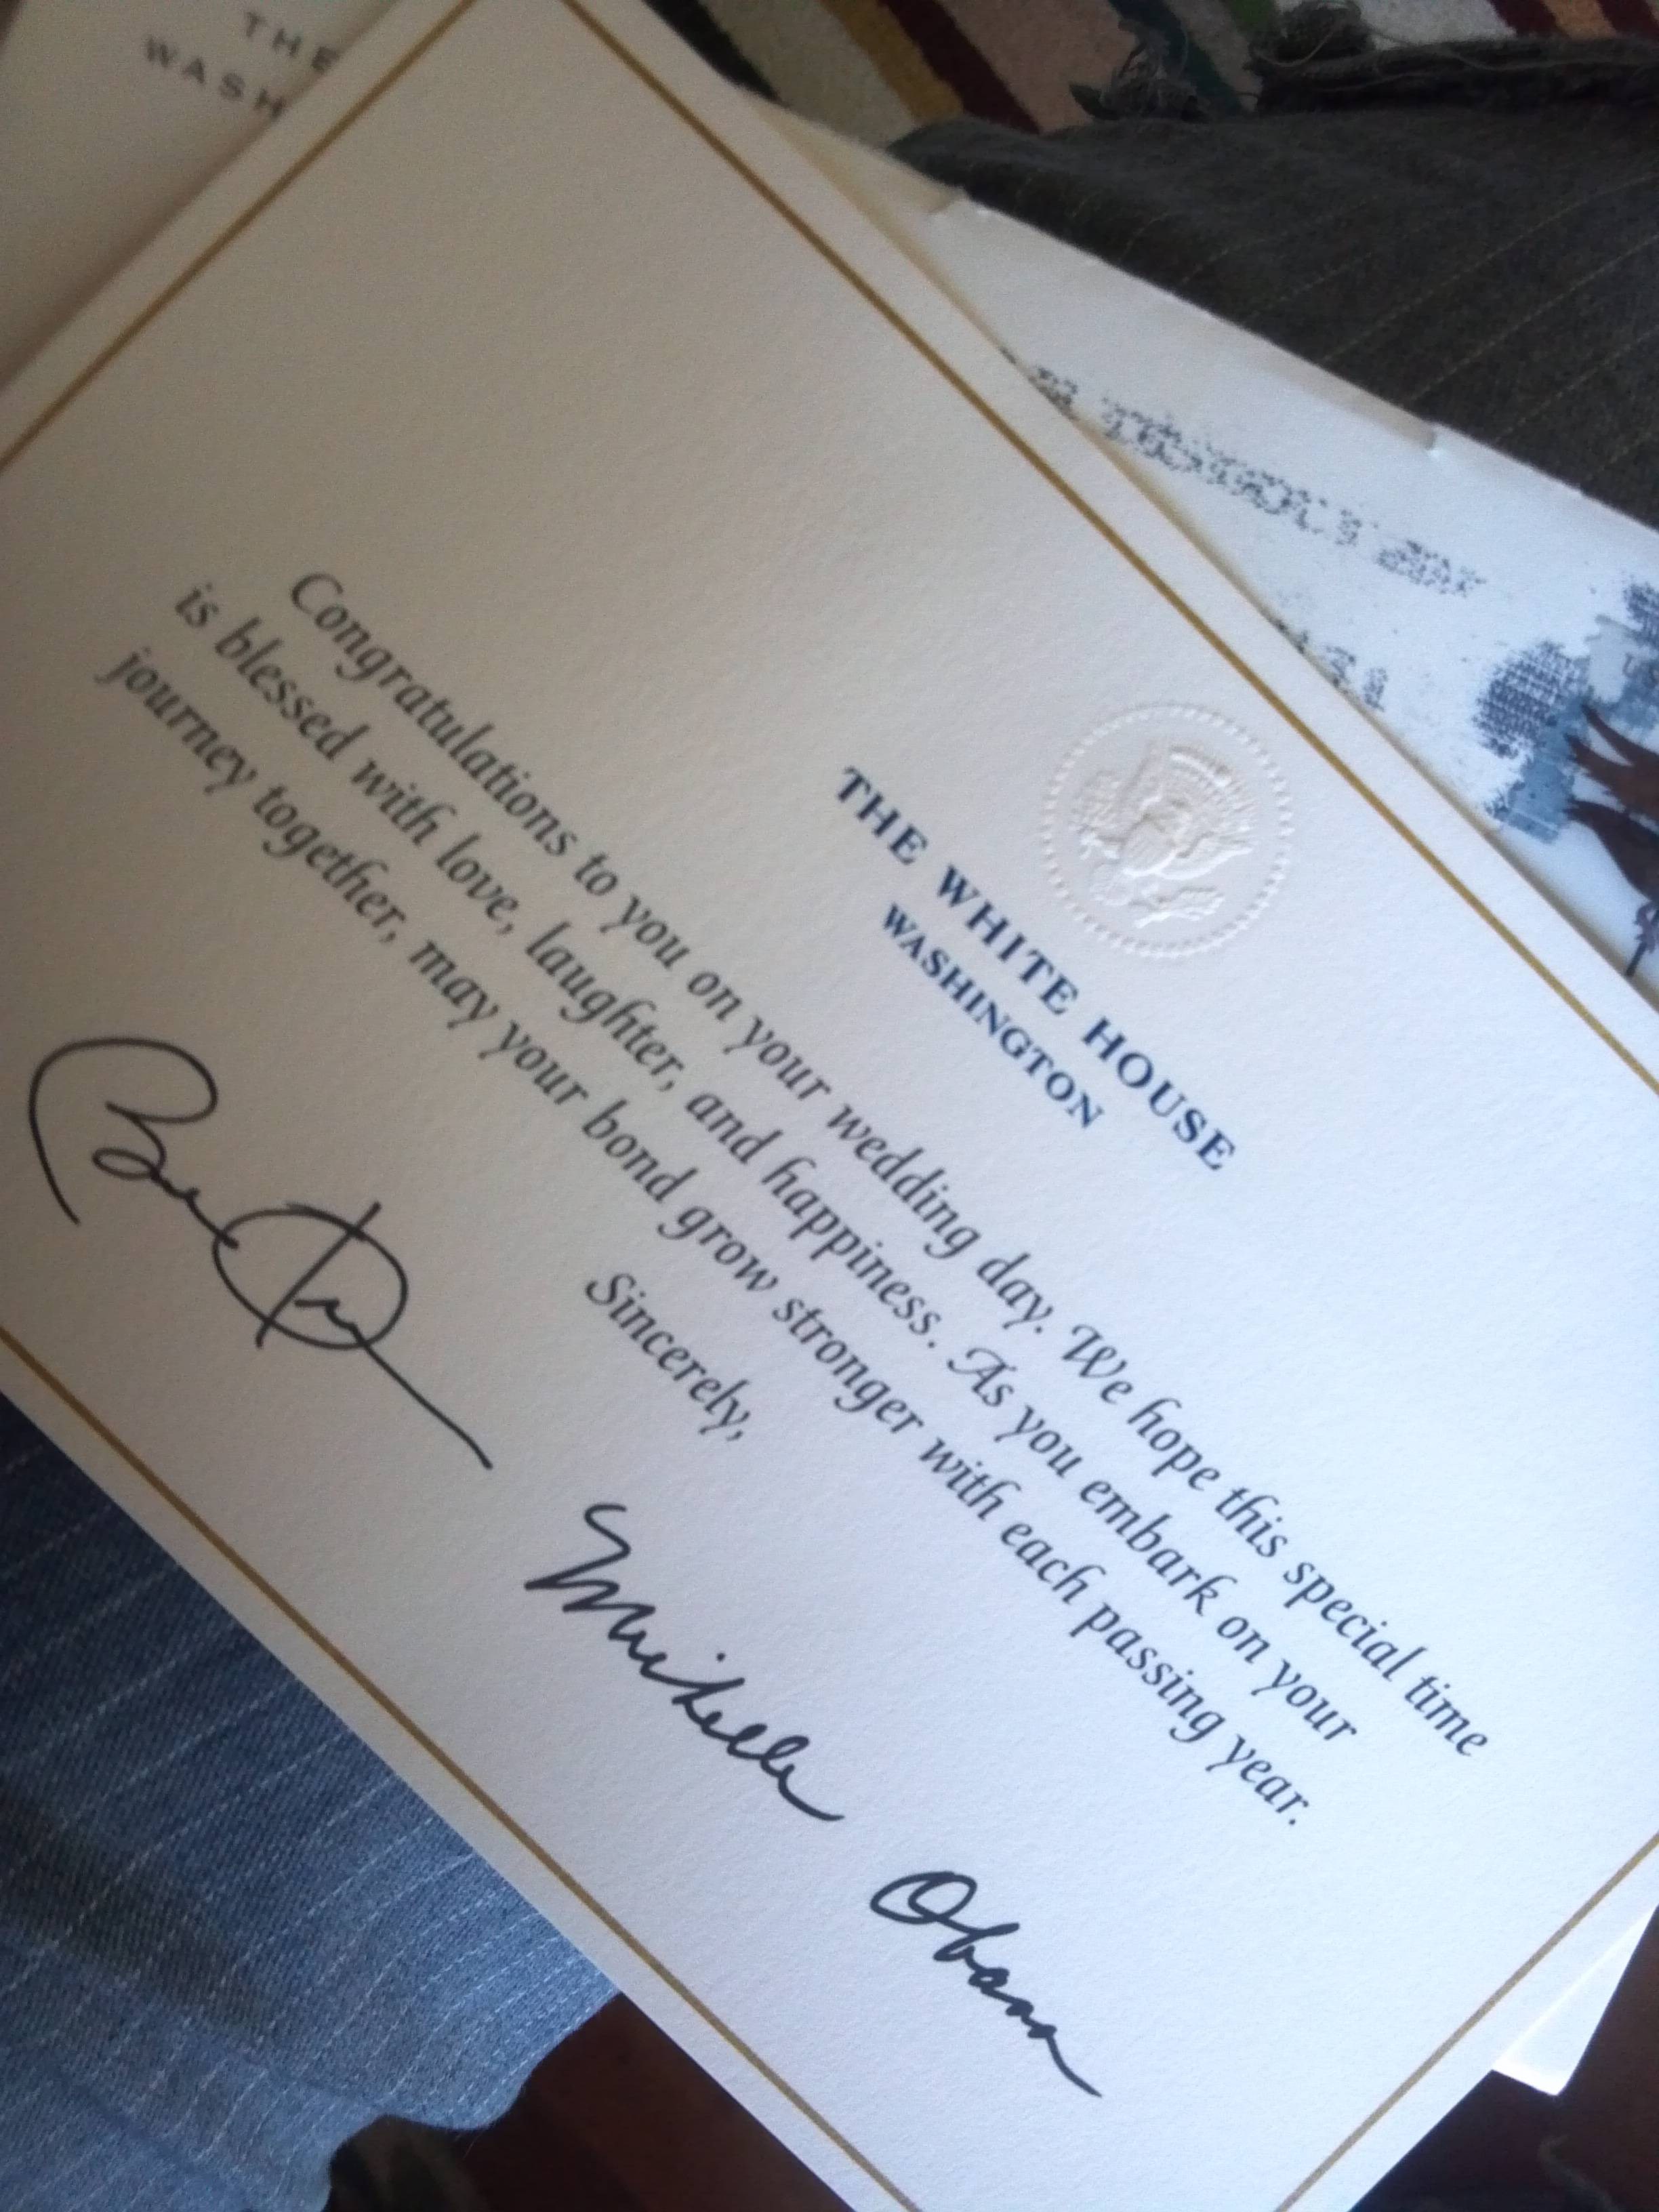 THE
WASH
THE WHITE HOUSE
WASHINGTON
Congratulations to you on your wedding day. We hope this special time
is blessed with love, laughter, and happiness. As you embark on your
journey together, may your bond grow stronger with each passing year.
Sincerely,
Michelle Obama